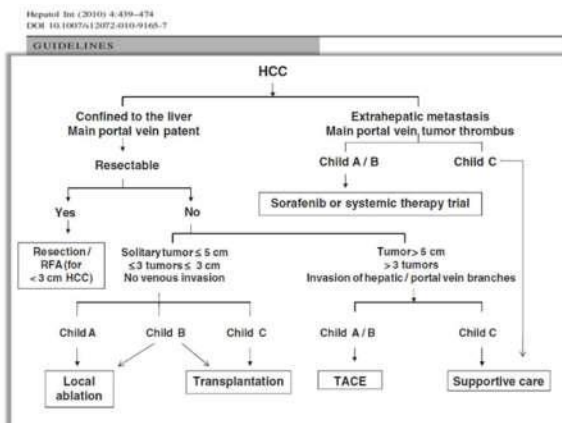 Hepatol Int (2010) 4:439–474
DOI 10.1007/s12072-010-9165-7
GUIDELINES
HCC
Confined to the liver
Main portal vein patent
Extrahepatic metastasis
Main portal vein tumor thrombus
Resectable
Child A / B
Child C
Yes
No
Sorafenib or systemic therapy trial
Resection/
RFA (for
< 3 cm HCC)
Solitary tumor ≤ 5 cm
≤ 3 tumors ≤ 3 cm
No venous invasion
Tumor > 5 cm
> 3 tumors
Invasion of hepatic / portal vein branches
Child A
Child B
Child C
Child A / B
Child C
Local
ablation
Transplantation
TACE
Supportive care